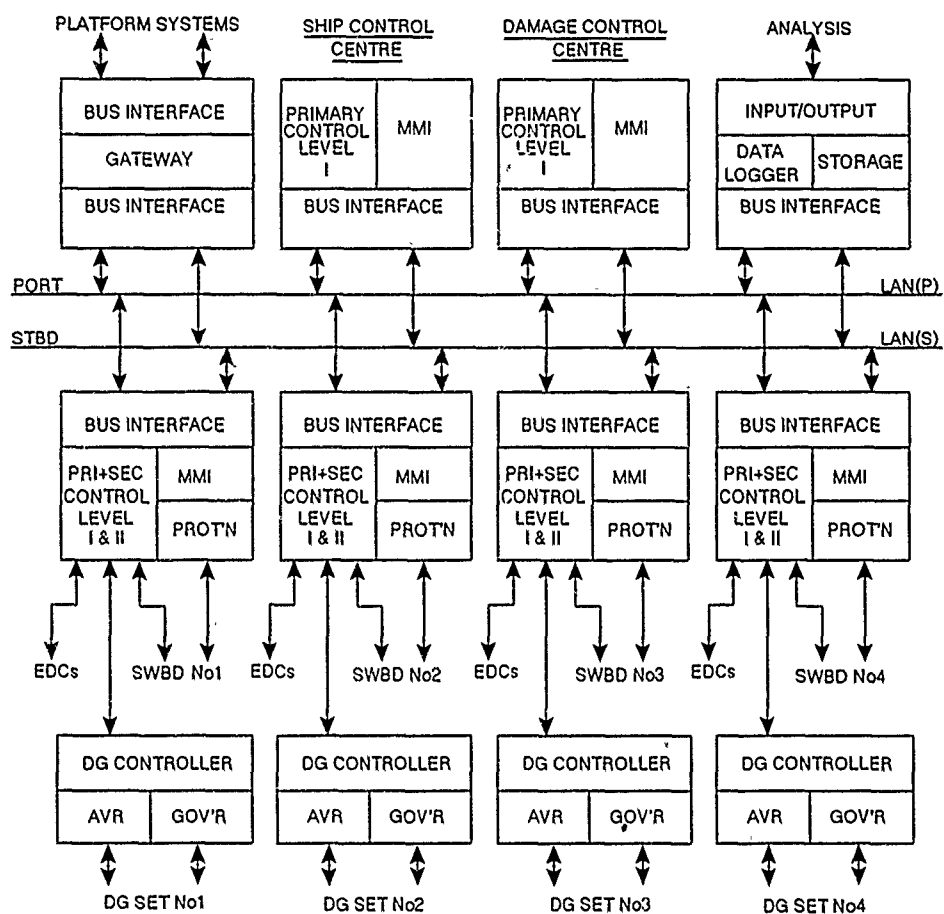 PLATFORM SYSTEMS
BUS INTERFACE
GATEWAY
BUS INTERFACE
SHIP CONTROL
CENTRE
PRIMARY
CONTROL
LEVEL
I
MMI
BUS INTERFACE
DAMAGE CONTROL
CENTRE
PRIMARY
CONTROL
LEVEL
I
MMI
BUS INTERFACE
ANALYSIS
INPUT/OUTPUT
DATA
LOGGER
STORAGE
BUS INTERFACE
PORT
LAN(P)
STBD
LAN(S)
BUS INTERFACE
PRI+SEC
CONTROL
LEVEL
I & II
MMI
PROT'N
EDCs
SWBD No1
BUS INTERFACE
PRI+SEC
CONTROL
LEVEL
I & II
MMI
PROT'N
EDCs
SWBD No2
BUS INTERFACE
PRI+SEC
CONTROL
LEVEL
I & II
MMI
PROT'N
EDCs
SWBD No3
BUS INTERFACE
PRI+SEC
CONTROL
LEVEL
I & II
MMI
PROT'N
EDCs
SWBD No4
DG CONTROLLER
AVR
GOV'R
DG SET No1
DG CONTROLLER
AVR
GOV'R
DG SET No2
DG CONTROLLER
AVR
GOV'R
DG SET No3
DG CONTROLLER
AVR
GOV'R
DG SET No4